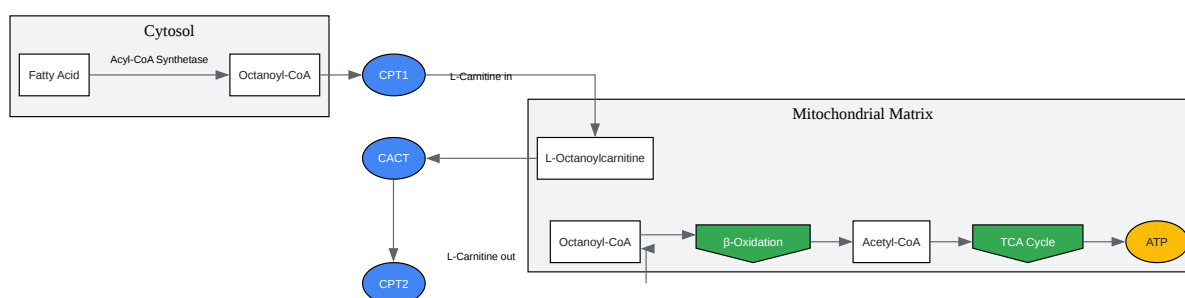 Cytosol
Fatty Acid
Acyl-CoA Synthetase
Octanoyl-CoA
CPT1
L-Carnitine in
Mitochondrial Matrix
CACT
L-Octanoylcarnitine
Octanoyl-CoA
β-Oxidation
Acetyl-CoA
TCA Cycle
ATP
L-Carnitine out
CPT2